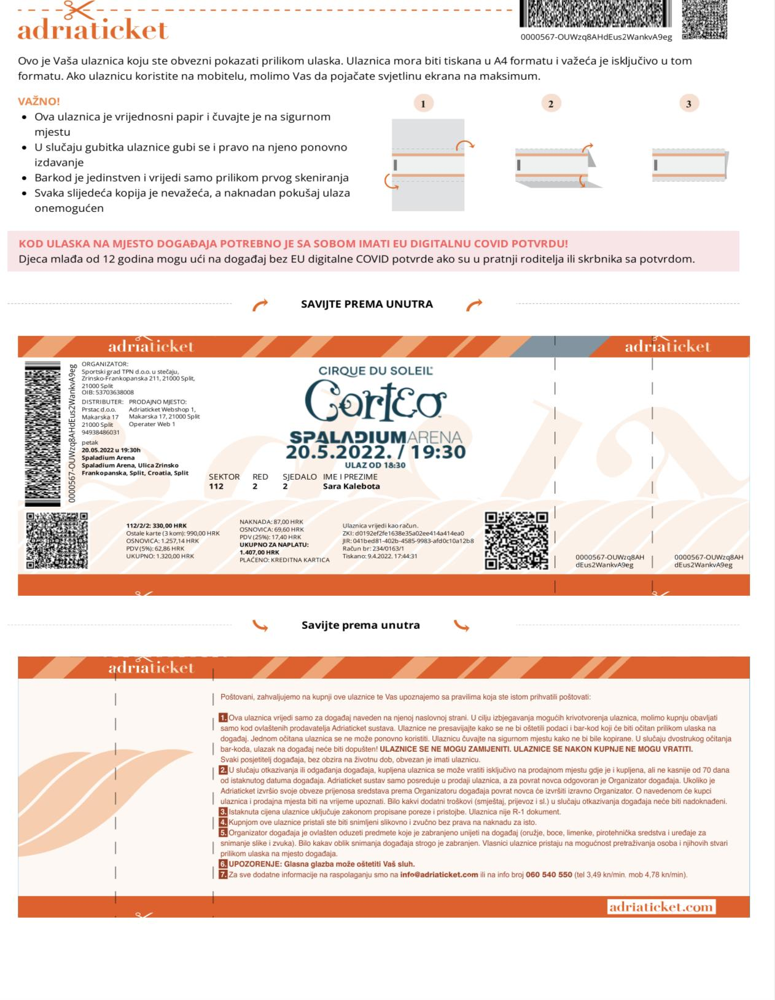 adriaticket
0000567-OUWzq8AHdEus2WankvA9eg
Ovo je Vaša ulaznica koju ste obvezni pokazati prilikom ulaska. Ulaznica mora biti tiskana u A4 formatu i važeća je isključivo u tom
formatu. Ako ulaznicu koristite na mobitelu, molimo Vas da pojačate svjetlinu ekrana na maksimum.
VAŽNO!
• Ova ulaznica je vrijednosni papir i čuvajte je na sigurnom
mjestu
• U slučaju gubitka ulaznice gubi se i pravo na njeno ponovno
izdavanje
• Barkod je jedinstven i vrijedi samo prilikom prvog skeniranja
• Svaka slijedeća kopija je nevažeća, a naknadan pokušaj ulaza
onemogućen
1
2
3
KOD ULASKA NA MJESTO DOGAĐAJA POTREBNO JE SA SOBOM IMATI EU DIGITALNU COVID POTVRDU!
Djeca mlađa od 12 godina mogu ući na događaj bez EU digitalne COVID potvrde ako su u pratnji roditelja ili skrbnika sa potvrdom.
SAVIJTE PREMA UNUTRA
adriaticket
adriaticket
0000567-OUWzq8AHdEus2WankvA9eg
ORGANIZATOR:
Sportski grad TPN d.o.o. u stečaju,
Zrinsko-Frankopanska 211, 21000 Split,
21000 Split
OIB: 53703638008
DISTRIBUTER:
Prstac d.o.o.
Makarska 17
21000 Split
94938486031
PRODAJNO MJESTO:
Adriaticket Webshop 1,
Makarska 17, 21000 Split
Operater Web 1
petak
20.05.2022 u 19:30h
Spaladium Arena
Spaladium Arena, Ulica Zrinsko
Frankopanska, Split, Croatia, Split
CIRQUE DU SOLEIL
Corteo
SPALADIUMARENA
20.5.2022. / 19:30
ULAZ OD 18:30
SEKTOR RED SJEDALO IME I PREZIME
112 2 2 Sara Kalebota
112/2/2: 330,00 HRK
Ostale karte (3 kom): 990,00 HRK
OSNOVICA: 1.257,14 HRK
PDV (5%): 62,86 HRK
UKUPNO: 1.320,00 HRK
NAKNADA: 87,00 HRK
OSNOVICA: 69,60 HRK
PDV (25%): 17,40 HRK
UKUPNO ZA NAPLATU:
1.407,00 HRK
PLAĆENO: KREDITNA KARTICA
Ulaznica vrijedi kao račun.
ZKI: d0192ef2fe1638e35a02ee414a414ea0
JIR: 041bed81-402b-4585-9983-afd0c10a12b8
Račun br: 234/0163/1
Tiskano: 9.4.2022. 17:44:31
0000567-OUWzq8AH
dEus2WankvA9eg
0000567-OUWzq8AH
dEus2WankvA9eg
Savijte prema unutra
adriaticket
Poštovani, zahvaljujemo na kupnji ove ulaznice te Vas upoznajemo sa pravilima koja ste istom prihvatili poštovati:
1. Ova ulaznica vrijedi samo za događaj naveden na njenoj naslovnoj strani. U cilju izbjegavanja mogućih krivotvorenja ulaznica, molimo kupnju obavljati
samo kod ovlaštenih prodavatelja Adriaticket sustava. Ulaznice ne presavijajte kako se ne bi oštetili podaci i bar-kod koji će biti očitan prilikom ulaska na
događaj. Jednom očitana ulaznica se ne može ponovno koristiti. Ulaznicu čuvajte na sigurnom mjestu kako ne bi bile kopirane. U slučaju dvostrukog očitanja
bar-koda, ulazak na događaj neće biti dopušten! ULAZNICE SE NE MOGU ZAMIJENITI. ULAZNICE SE NAKON KUPNJE NE MOGU VRATITI.
Svaki posjetitelj događaja, bez obzira na životnu dob, obvezan je imati ulaznicu.
2. U slučaju otkazivanja ili odgađanja događaja, kupljena ulaznica se može vratiti isključivo na prodajnom mjestu gdje je i kupljena, ali ne kasnije od 70 dana
od istaknutog datuma događaja. Adriaticket sustav samo posreduje u prodaji ulaznica, a za povrat novca odgovoran je Organizator događaja. Ukoliko je
Adriaticket izvršio svoje obveze prijenosa sredstava prema Organizatoru događaja povrat novca će izvršiti izravno Organizator. O navedenom će kupci
ulaznica i prodajna mjesta biti na vrijeme upoznati. Bilo kakvi dodatni troškovi (smještaj, prijevoz i sl.) u slučaju otkazivanja događaja neće biti nadoknađeni.
3. Istaknuta cijena ulaznice uključuje zakonom propisane poreze i pristojbe. Ulaznica nije R-1 dokument.
4. Kupnjom ove ulaznice pristali ste biti snimljeni slikovno i zvučno bez prava na naknadu za isto.
5. Organizator događaja je ovlašten oduzeti predmete koje je zabranjeno unijeti na događaj (oružje, boce, limenke, pirotehnička sredstva i uređaje za
snimanje slike i zvuka). Bilo kakav oblik snimanja događaja strogo je zabranjen. Vlasnici ulaznice pristaju na mogućnost pretraživanja osoba i njihovih stvari
prilikom ulaska na mjesto događaja.
6. UPOZORENJE: Glasna glazba može oštetiti Vaš sluh.
7. Za sve dodatne informacije na raspolaganju smo na info@adriaticket.com ili na info broj 060 540 550 (tel 3,49 kn/min. mob 4,78 kn/min).
adriaticket.com